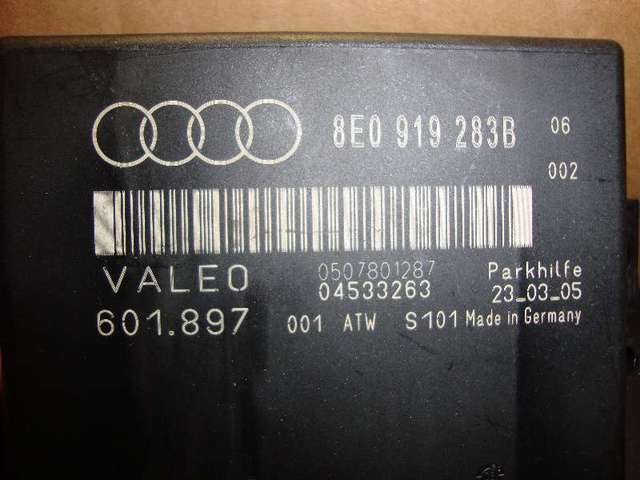 8E0 919 283B 06
002
VALEO 0507801287 Parkhilfe
04533263 23_03_05
601.897 001 ATW S101 Made in Germany